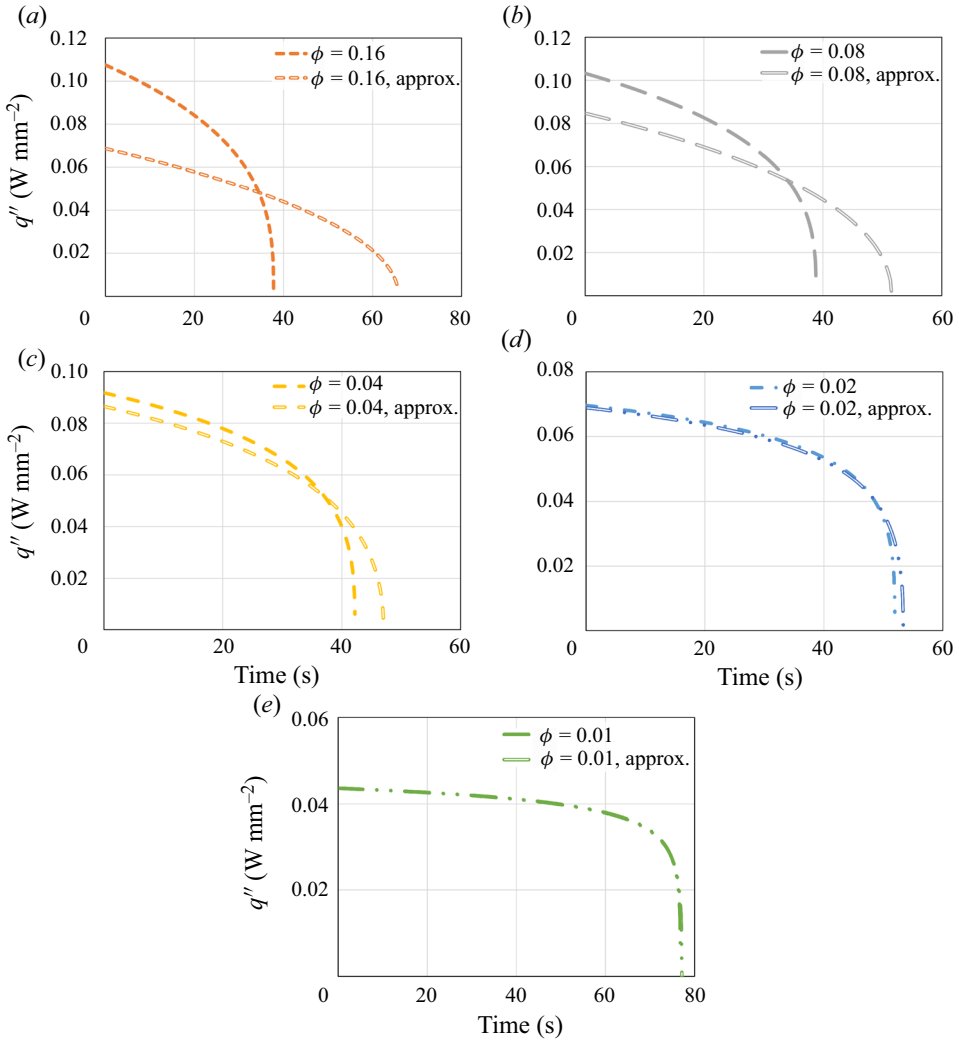 (a)
0.12
0.10
0.08
0.06
0.04
0.02
0
20
40
60
80
q″ (W mm−2)
ϕ = 0.16
ϕ = 0.16, approx.
(b)
0.12
0.10
0.08
0.06
0.04
0.02
0
20
40
60
ϕ = 0.08
ϕ = 0.08, approx.
(c)
0.10
0.08
0.06
0.04
0.02
0
20
40
60
q″ (W mm−2)
Time (s)
ϕ = 0.04
ϕ = 0.04, approx.
(d)
0.08
0.06
0.04
0.02
0
20
40
60
Time (s)
ϕ = 0.02
ϕ = 0.02, approx.
(e)
0.06
0.04
0.02
0
20
40
60
80
q″ (W mm−2)
Time (s)
ϕ = 0.01
ϕ = 0.01, approx.